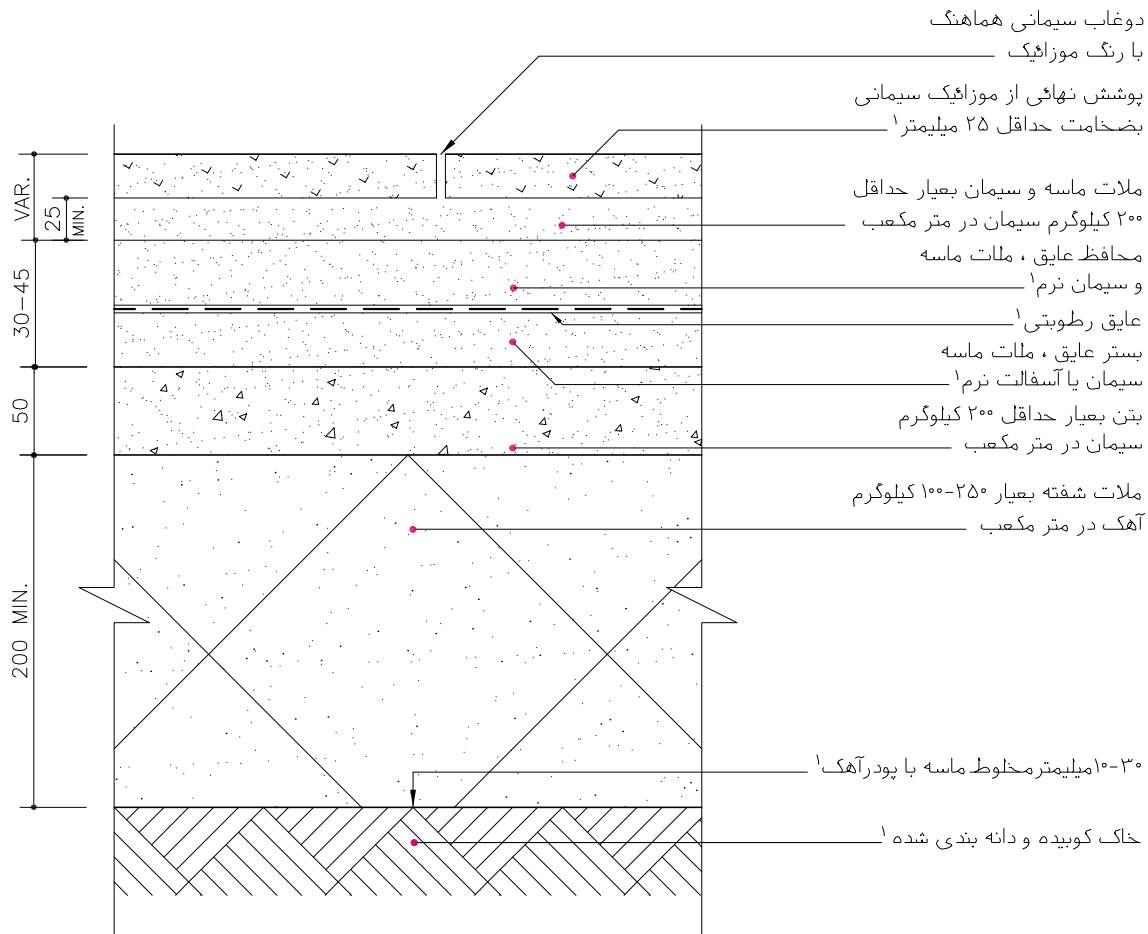 دوغاب سیمانی هماهنگ
با رنگ موزائیک
پوشش نهائی از موزائیک سیمانی
بضخامت حداقل ۲۵ میلیمتر۱
ملات ماسه و سیمان بعیار حداقل
۲۰۰ کیلوگرم سیمان در متر مکعب
محافظ عایق ، ملات ماسه
و سیمان نرم۱
عایق رطوبتی۱
بستر عایق ، ملات ماسه
سیمان یا آسفالت نرم۱
بتن بعیار حداقل ۲۰۰ کیلوگرم
سیمان در متر مکعب
ملات شفته بعیار ۲۵۰-۱۰۰ کیلوگرم
آهک در متر مکعب
۱۰-۳۰میلیمتر مخلوط ماسه با پودرآهک۱
خاک کوبیده و دانه بندی شده ۱
VAR.
25
MIN.
30-45
50
200 MIN.